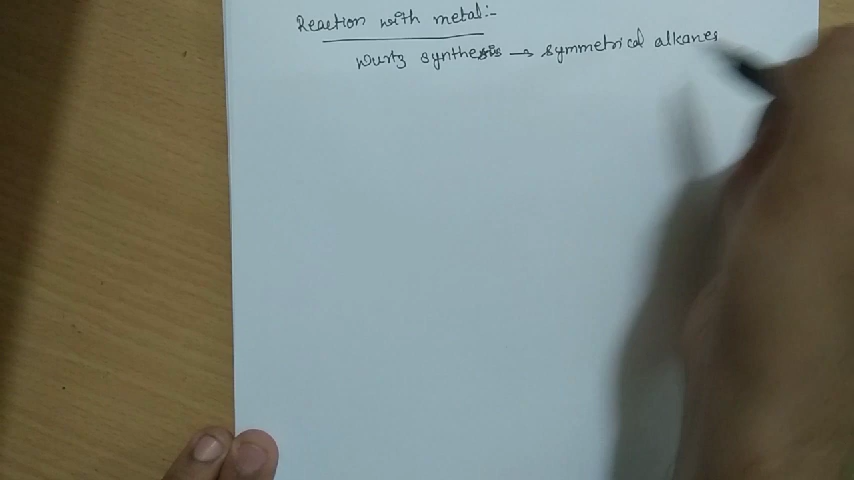 Reaction with metal:-
Wurtz synthesis → symmetrical alkanes